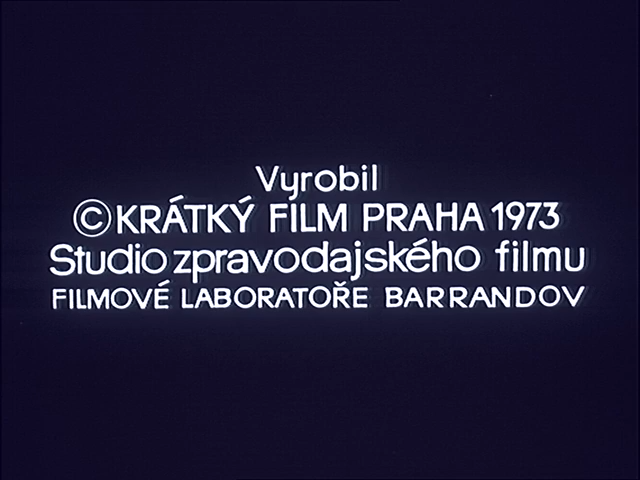 Vyrobil
© KRÁTKÝ FILM PRAHA 1973
Studio zpravodajského filmu
FILMOVÉ LABORATOŘE BARRANDOV